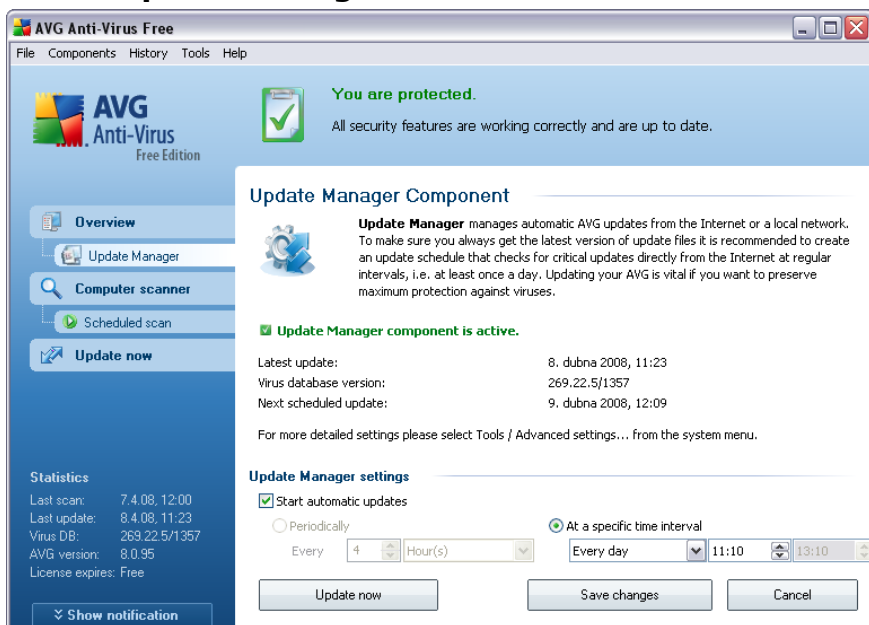 AVG Anti-Virus Free
File Components History Tools Help
AVG
Anti-Virus
Free Edition
You are protected.
All security features are working correctly and are up to date.
Overview
Update Manager
Computer scanner
Scheduled scan
Update now
Update Manager Component
Update Manager manages automatic AVG updates from the Internet or a local network.
To make sure you always get the latest version of update files it is recommended to create
an update schedule that checks for critical updates directly from the Internet at regular
intervals, i.e. at least once a day. Updating your AVG is vital if you want to preserve
maximum protection against viruses.
Update Manager component is active.
Latest update: 8. dubna 2008, 11:23
Virus database version: 269.22.5/1357
Next scheduled update: 9. dubna 2008, 12:09
For more detailed settings please select Tools / Advanced settings... from the system menu.
Update Manager settings
Start automatic updates
Periodically At a specific time interval
Every 4 Hour(s) Every day 11:10 13:10
Update now Save changes Cancel
Statistics
Last scan: 7.4.08, 12:00
Last update: 8.4.08, 11:23
Virus DB: 269.22.5/1357
AVG version: 8.0.95
License expires: Free
Show notification